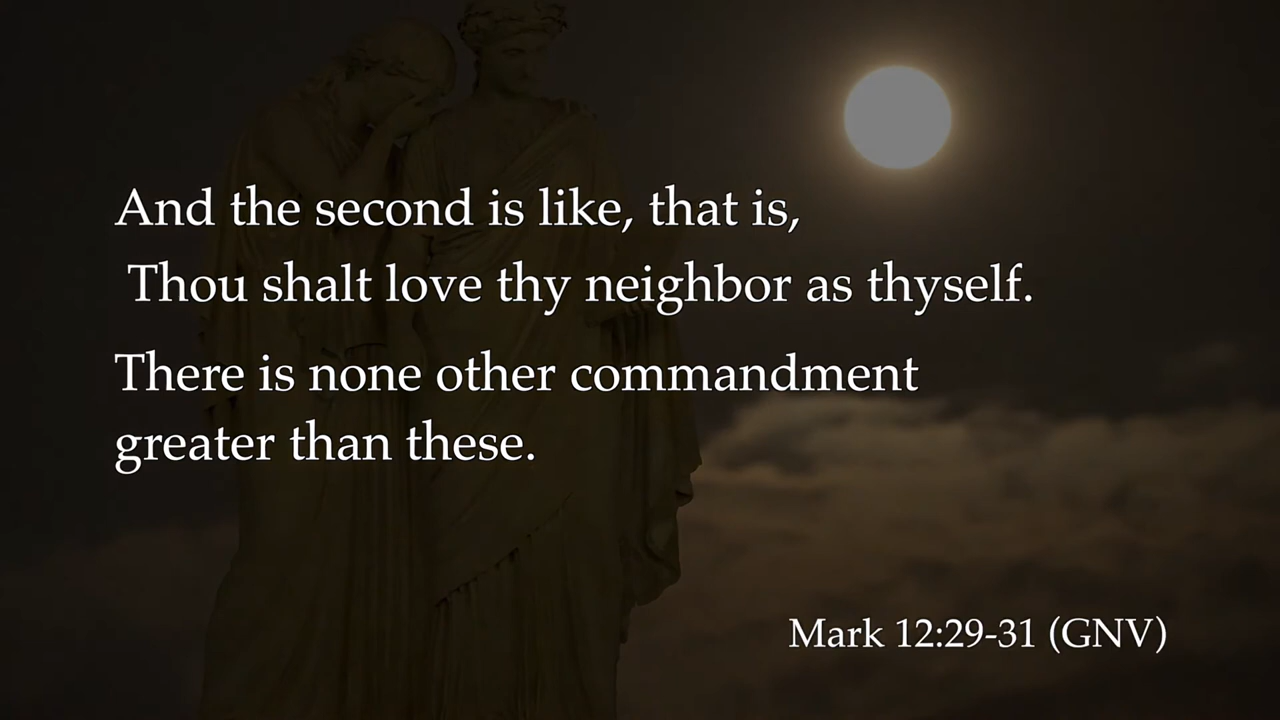 And the second is like, that is,
Thou shalt love thy neighbor as thyself.
There is none other commandment
greater than these.
Mark 12:29-31 (GNV)